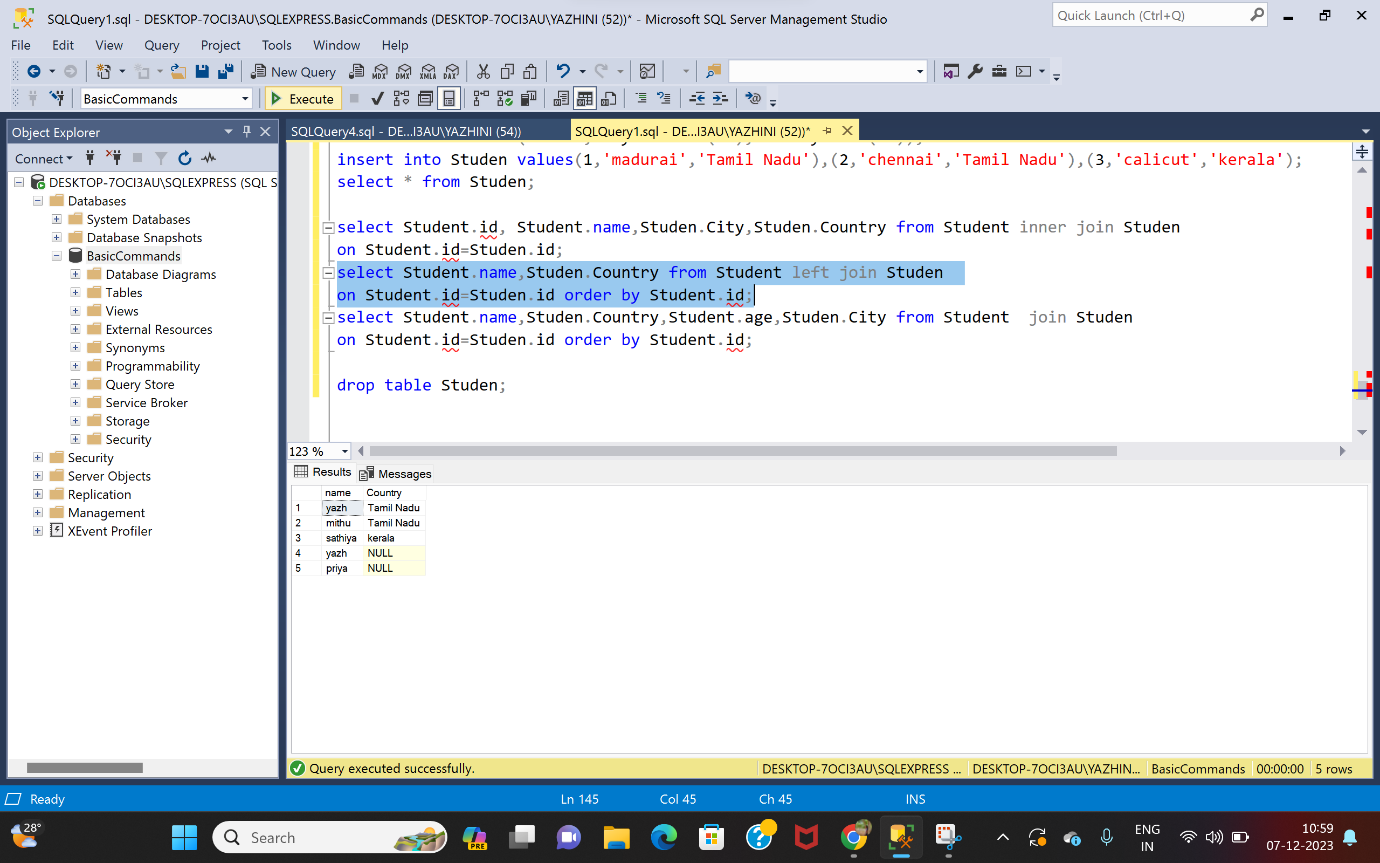 SQLQuery1.sql - DESKTOP-7OCI3AU\SQLEXPRESS.BasicCommands (DESKTOP-7OCI3AU\YAZHINI (52))* - Microsoft SQL Server Management Studio
Quick Launch (Ctrl+Q)
File Edit View Query Project Tools Window Help
New Query MDX DMX XMLA DAX
BasicCommands Execute
Object Explorer
Connect
DESKTOP-7OCI3AU\SQLEXPRESS (SQL S
Databases
System Databases
Database Snapshots
BasicCommands
Database Diagrams
Tables
Views
External Resources
Synonyms
Programmability
Query Store
Service Broker
Storage
Security
Security
Server Objects
Replication
Management
XEvent Profiler
SQLQuery4.sql - DE...I3AU\YAZHINI (54)) SQLQuery1.sql - DE...I3AU\YAZHINI (52))*
insert into Studen values(1,'madurai','Tamil Nadu'),(2,'chennai','Tamil Nadu'),(3,'calicut','kerala');
select * from Studen;
select Student.id, Student.name,Studen.City,Studen.Country from Student inner join Studen
on Student.id=Studen.id;
select Student.name,Studen.Country from Student left join Studen
on Student.id=Studen.id order by Student.id;
select Student.name,Studen.Country,Student.age,Studen.City from Student  join Studen
on Student.id=Studen.id order by Student.id;
drop table Studen;
123 %
Results Messages
name Country
1 yazh Tamil Nadu
2 mithu Tamil Nadu
3 sathiya kerala
4 yazh NULL
5 priya NULL
Query executed successfully. DESKTOP-7OCI3AU\SQLEXPRESS ... DESKTOP-7OCI3AU\YAZHIN... BasicCommands 00:00:00 5 rows
Ready Ln 145 Col 45 Ch 45 INS
28° Search PRE ENG IN 10:59
07-12-2023